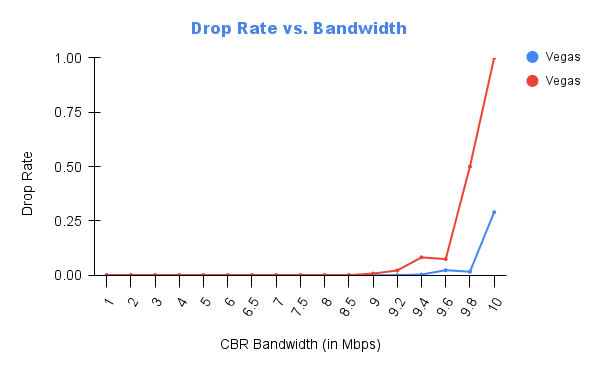 Drop Rate vs. Bandwidth
Vegas
Vegas
Drop Rate
1.00
0.75
0.50
0.25
0.00
1 2 3 4 5 6 6.5 7 7.5 8 8.5 9 9.2 9.4 9.6 9.8 10
CBR Bandwidth (in Mbps)